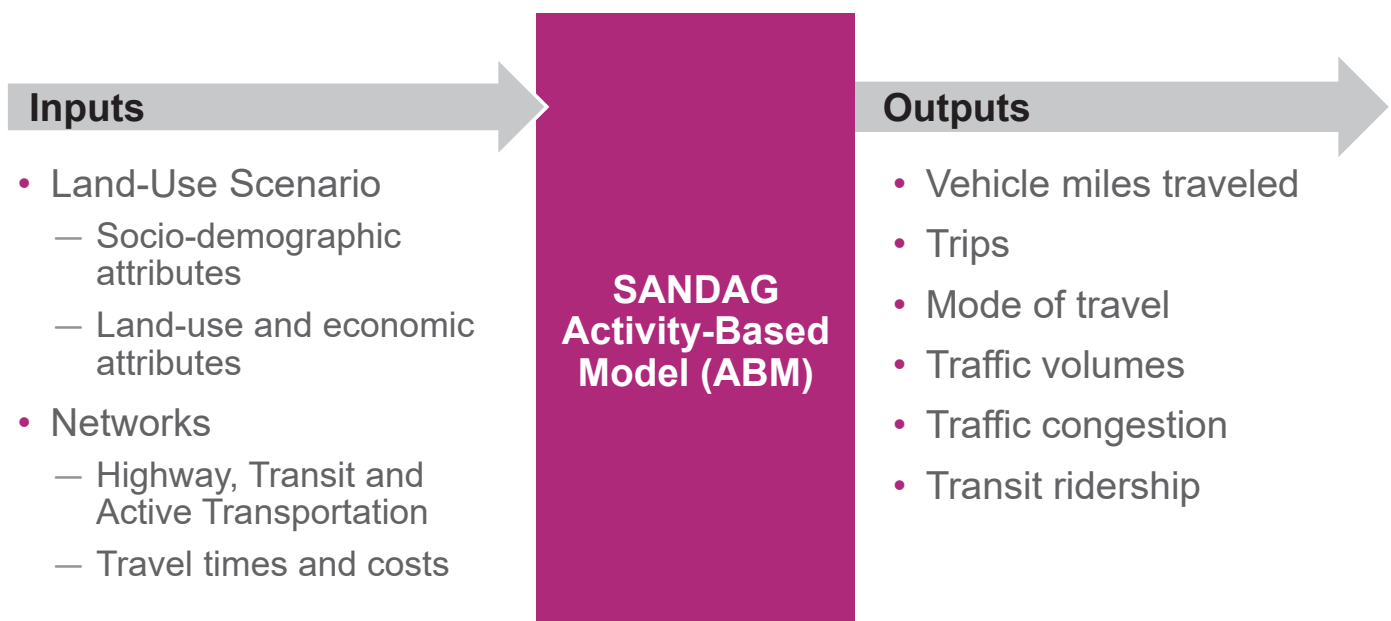 Inputs
• Land-Use Scenario
— Socio-demographic
attributes
— Land-use and economic
attributes
• Networks
— Highway, Transit and
Active Transportation
— Travel times and costs
SANDAG
Activity-Based
Model (ABM)
Outputs
• Vehicle miles traveled
• Trips
• Mode of travel
• Traffic volumes
• Traffic congestion
• Transit ridership